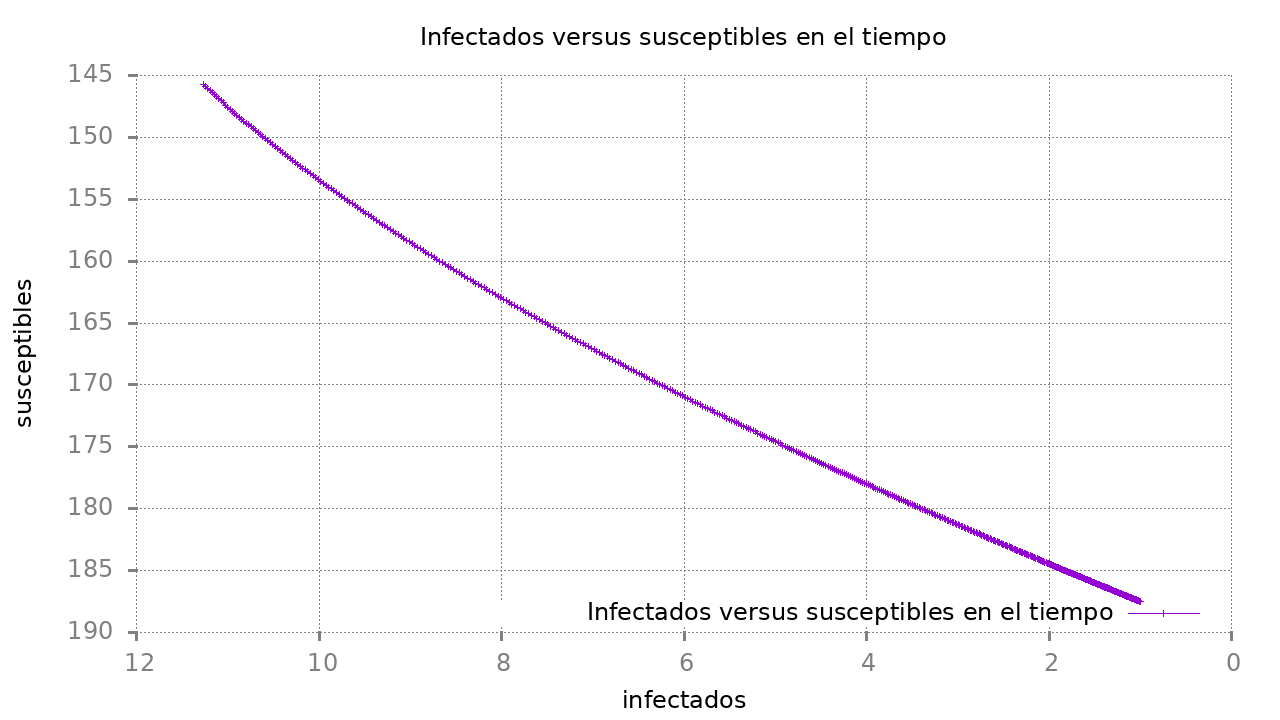 Infectados versus susceptibles en el tiempo
145
150
155
160
165
170
175
180
185
190
susceptibles
Infectados versus susceptibles en el tiempo
12 10 8 6 4 2 0
infectados